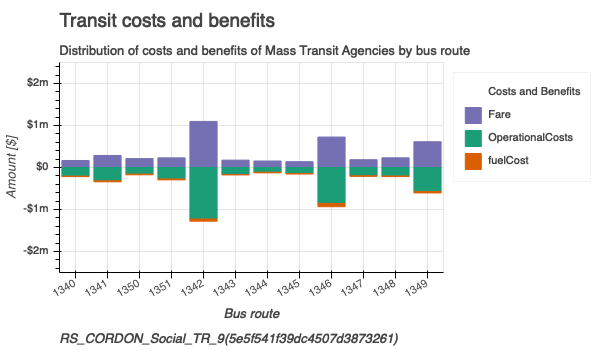 Transit costs and benefits
Distribution of costs and benefits of Mass Transit Agencies by bus route
$2m
$1m
$0
-$1m
-$2m
Amount [$]
Costs and Benefits
Fare
OperationalCosts
fuelCost
1340 1341 1350 1351 1342 1343 1344 1345 1346 1347 1348 1349
Bus route
RS_CORDON_Social_TR_9(5e5f541f39dc4507d3873261)